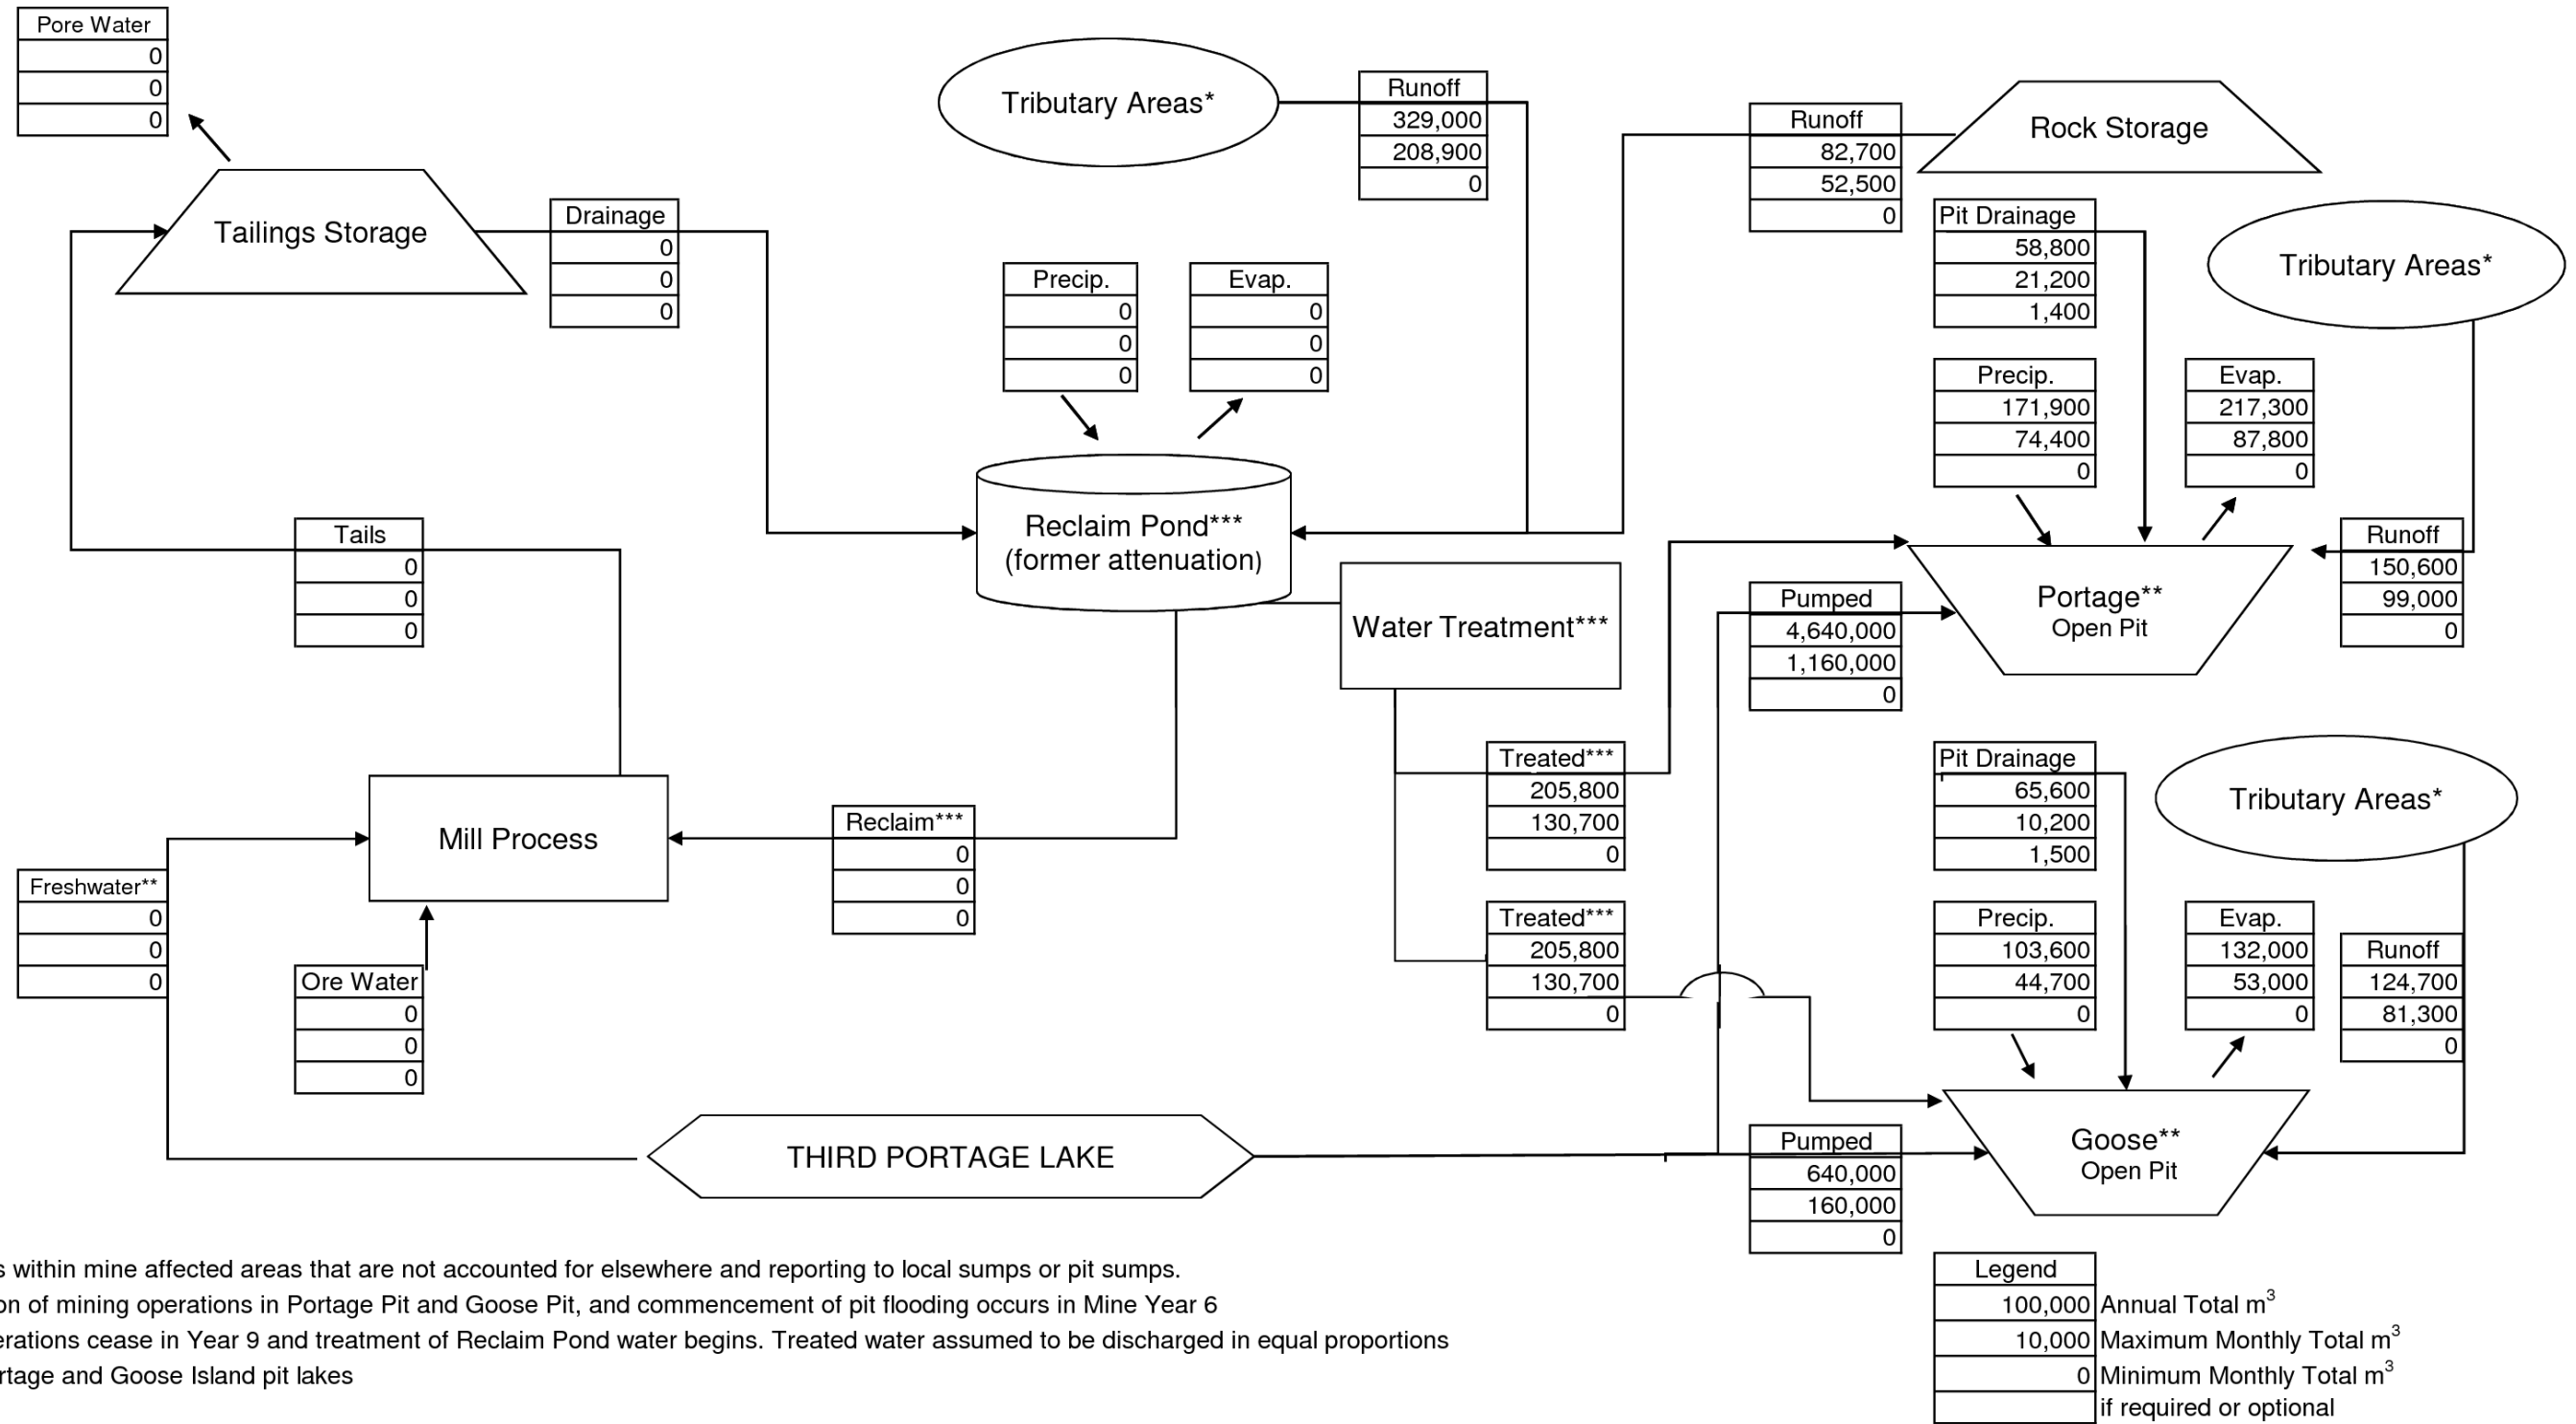 Pore Water
0
0
0
Tributary Areas*
Runoff
329,000
208,900
0
Runoff
82,700
52,500
0
Rock Storage
Tailings Storage
Drainage
0
0
0
Pit Drainage
58,800
21,200
1,400
Tributary Areas*
Precip.
0
0
0
Evap.
0
0
0
Precip.
171,900
74,400
0
Evap.
217,300
87,800
0
Tails
0
0
0
Reclaim Pond***
(former attenuation)
Runoff
150,600
99,000
0
Water Treatment***
Pumped
4,640,000
1,160,000
0
Portage**
Open Pit
Treated***
205,800
130,700
0
Pit Drainage
65,600
10,200
1,500
Tributary Areas*
Mill Process
Reclaim***
0
0
0
Freshwater**
0
0
0
Treated***
205,800
130,700
0
Precip.
103,600
44,700
0
Evap.
132,000
53,000
0
Runoff
124,700
81,300
0
Ore Water
0
0
0
THIRD PORTAGE LAKE
Pumped
640,000
160,000
0
Goose**
Open Pit
s within mine affected areas that are not accounted for elsewhere and reporting to local sumps or pit sumps.
on of mining operations in Portage Pit and Goose Pit, and commencement of pit flooding occurs in Mine Year 6
erations cease in Year 9 and treatment of Reclaim Pond water begins. Treated water assumed to be discharged in equal proportions
rtage and Goose Island pit lakes
Legend
100,000 Annual Total m³
10,000 Maximum Monthly Total m³
0 Minimum Monthly Total m³
if required or optional